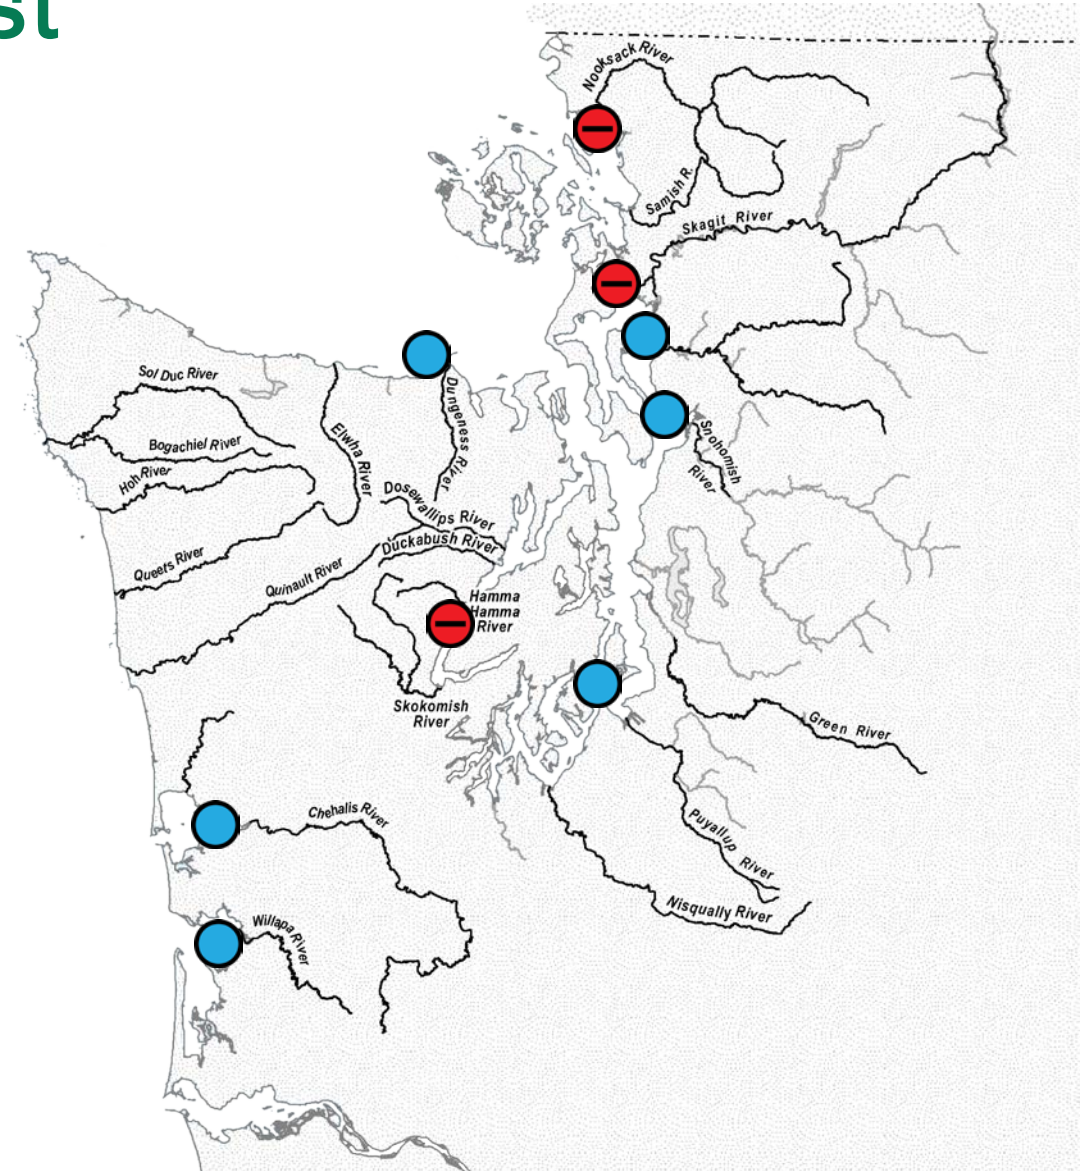 st
Nooksack River
Samish R.
Skagit River
Sol Duc River
Bogachiel River
Hoh River
Elwha River
Dungeness River
Snohomish
River
Dosewallips River
Duckabush River
Queets River
Quinault River
Hamma
Hamma
River
Skokomish
River
Green River
Chehalis River
Puyallup River
Nisqually River
Willapa River